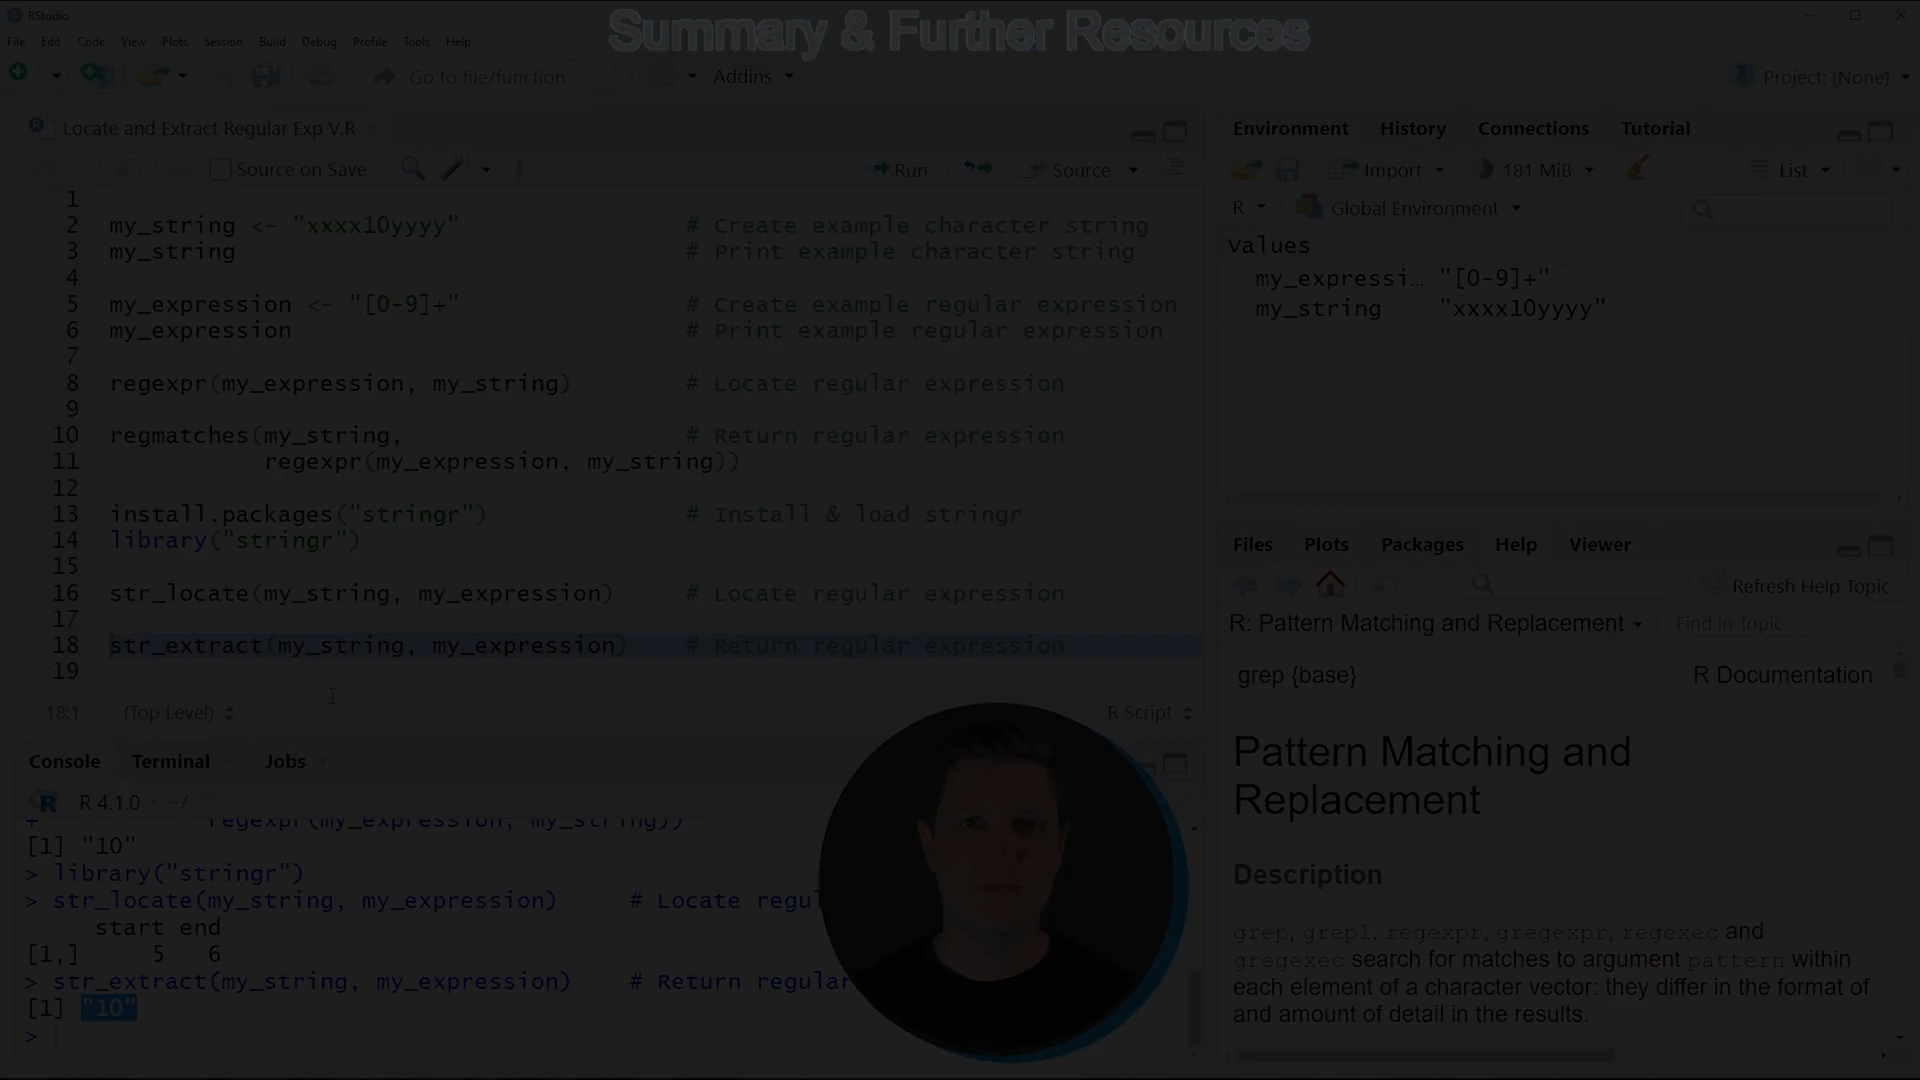 RStudio
Summary & Further Resources
File Edit Code View Plots Session Build Debug Profile Tools Help
Go to file/function Addins Project: (None)
Locate and Extract Regular Exp V.R
Source on Save Run Source
1
2 my_string <- "xxxx10yyyy" # Create example character string
3 my_string # Print example character string
4
5 my_expression <- "[0-9]+" # Create example regular expression
6 my_expression # Print example regular expression
7
8 regexpr(my_expression, my_string) # Locate regular expression
9
10 regmatches(my_string, # Return regular expression
11 regexpr(my_expression, my_string))
12
13 install.packages("stringr") # Install & load stringr
14 library("stringr")
15
16 str_locate(my_string, my_expression) # Locate regular expression
17
18 str_extract(my_string, my_expression) # Return regular expression
19
18:1 (Top Level) R Script
Console Terminal Jobs
R 4.1.0 · ~/
+ regexpr(my_expression, my_string))
[1] "10"
> library("stringr")
> str_locate(my_string, my_expression) # Locate regul
start end
[1,] 5 6
> str_extract(my_string, my_expression) # Return regular
[1] "10"
>
Environment History Connections Tutorial
Import 181 MiB List
R Global Environment
Values
my_expressi… "[0-9]+"
my_string "xxxx10yyyy"
Files Plots Packages Help Viewer
Refresh Help Topic
R: Pattern Matching and Replacement Find in Topic
grep {base} R Documentation
Pattern Matching and
Replacement
Description
grep, grepl, regexpr, gregexpr, regexec and
gregexec search for matches to argument pattern within
each element of a character vector: they differ in the format of
and amount of detail in the results.